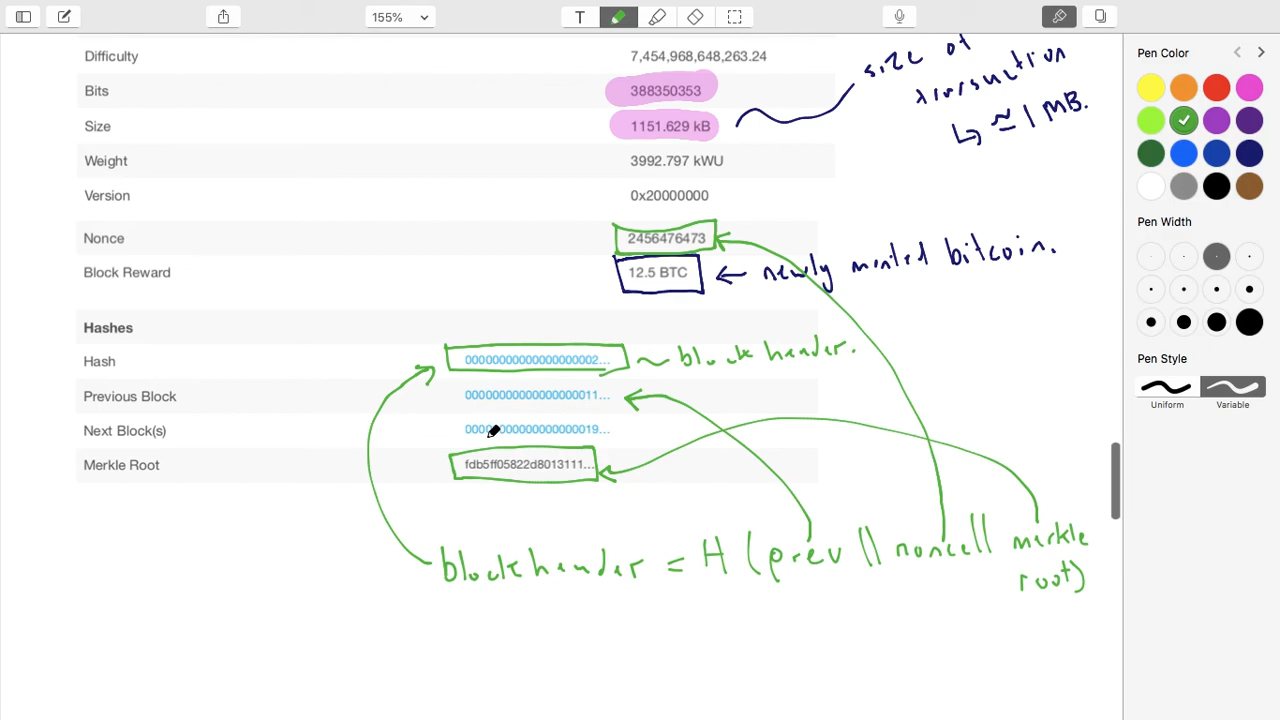 155%
T
Difficulty 7,454,968,648,263.24
Bits 388350353
Size 1151.629 kB
size of
transaction
↳ ≈ 1 MB.
Weight 3992.797 kWU
Version 0x20000000
Nonce 2456476473
Block Reward 12.5 BTC ← newly minted bitcoin.
Hashes
Hash 00000000000000000002... ~ block header.
Previous Block 00000000000000000011...
Next Block(s) 00000000000000000019...
Merkle Root fdb5ff05822d8013111...
blockheader = H (prev || nonce || merkle
root)
Pen Color
Pen Width
Pen Style
Uniform Variable